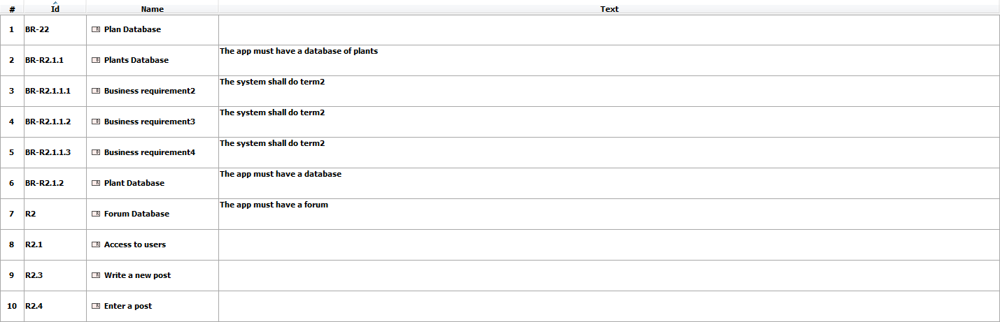 # Id Name Text
1 BR-22 Plan Database
2 BR-R2.1.1 Plants Database The app must have a database of plants
3 BR-R2.1.1.1 Business requirement2 The system shall do term2
4 BR-R2.1.1.2 Business requirement3 The system shall do term2
5 BR-R2.1.1.3 Business requirement4 The system shall do term2
6 BR-R2.1.2 Plant Database The app must have a database
7 R2 Forum Database The app must have a forum
8 R2.1 Access to users
9 R2.3 Write a new post
10 R2.4 Enter a post